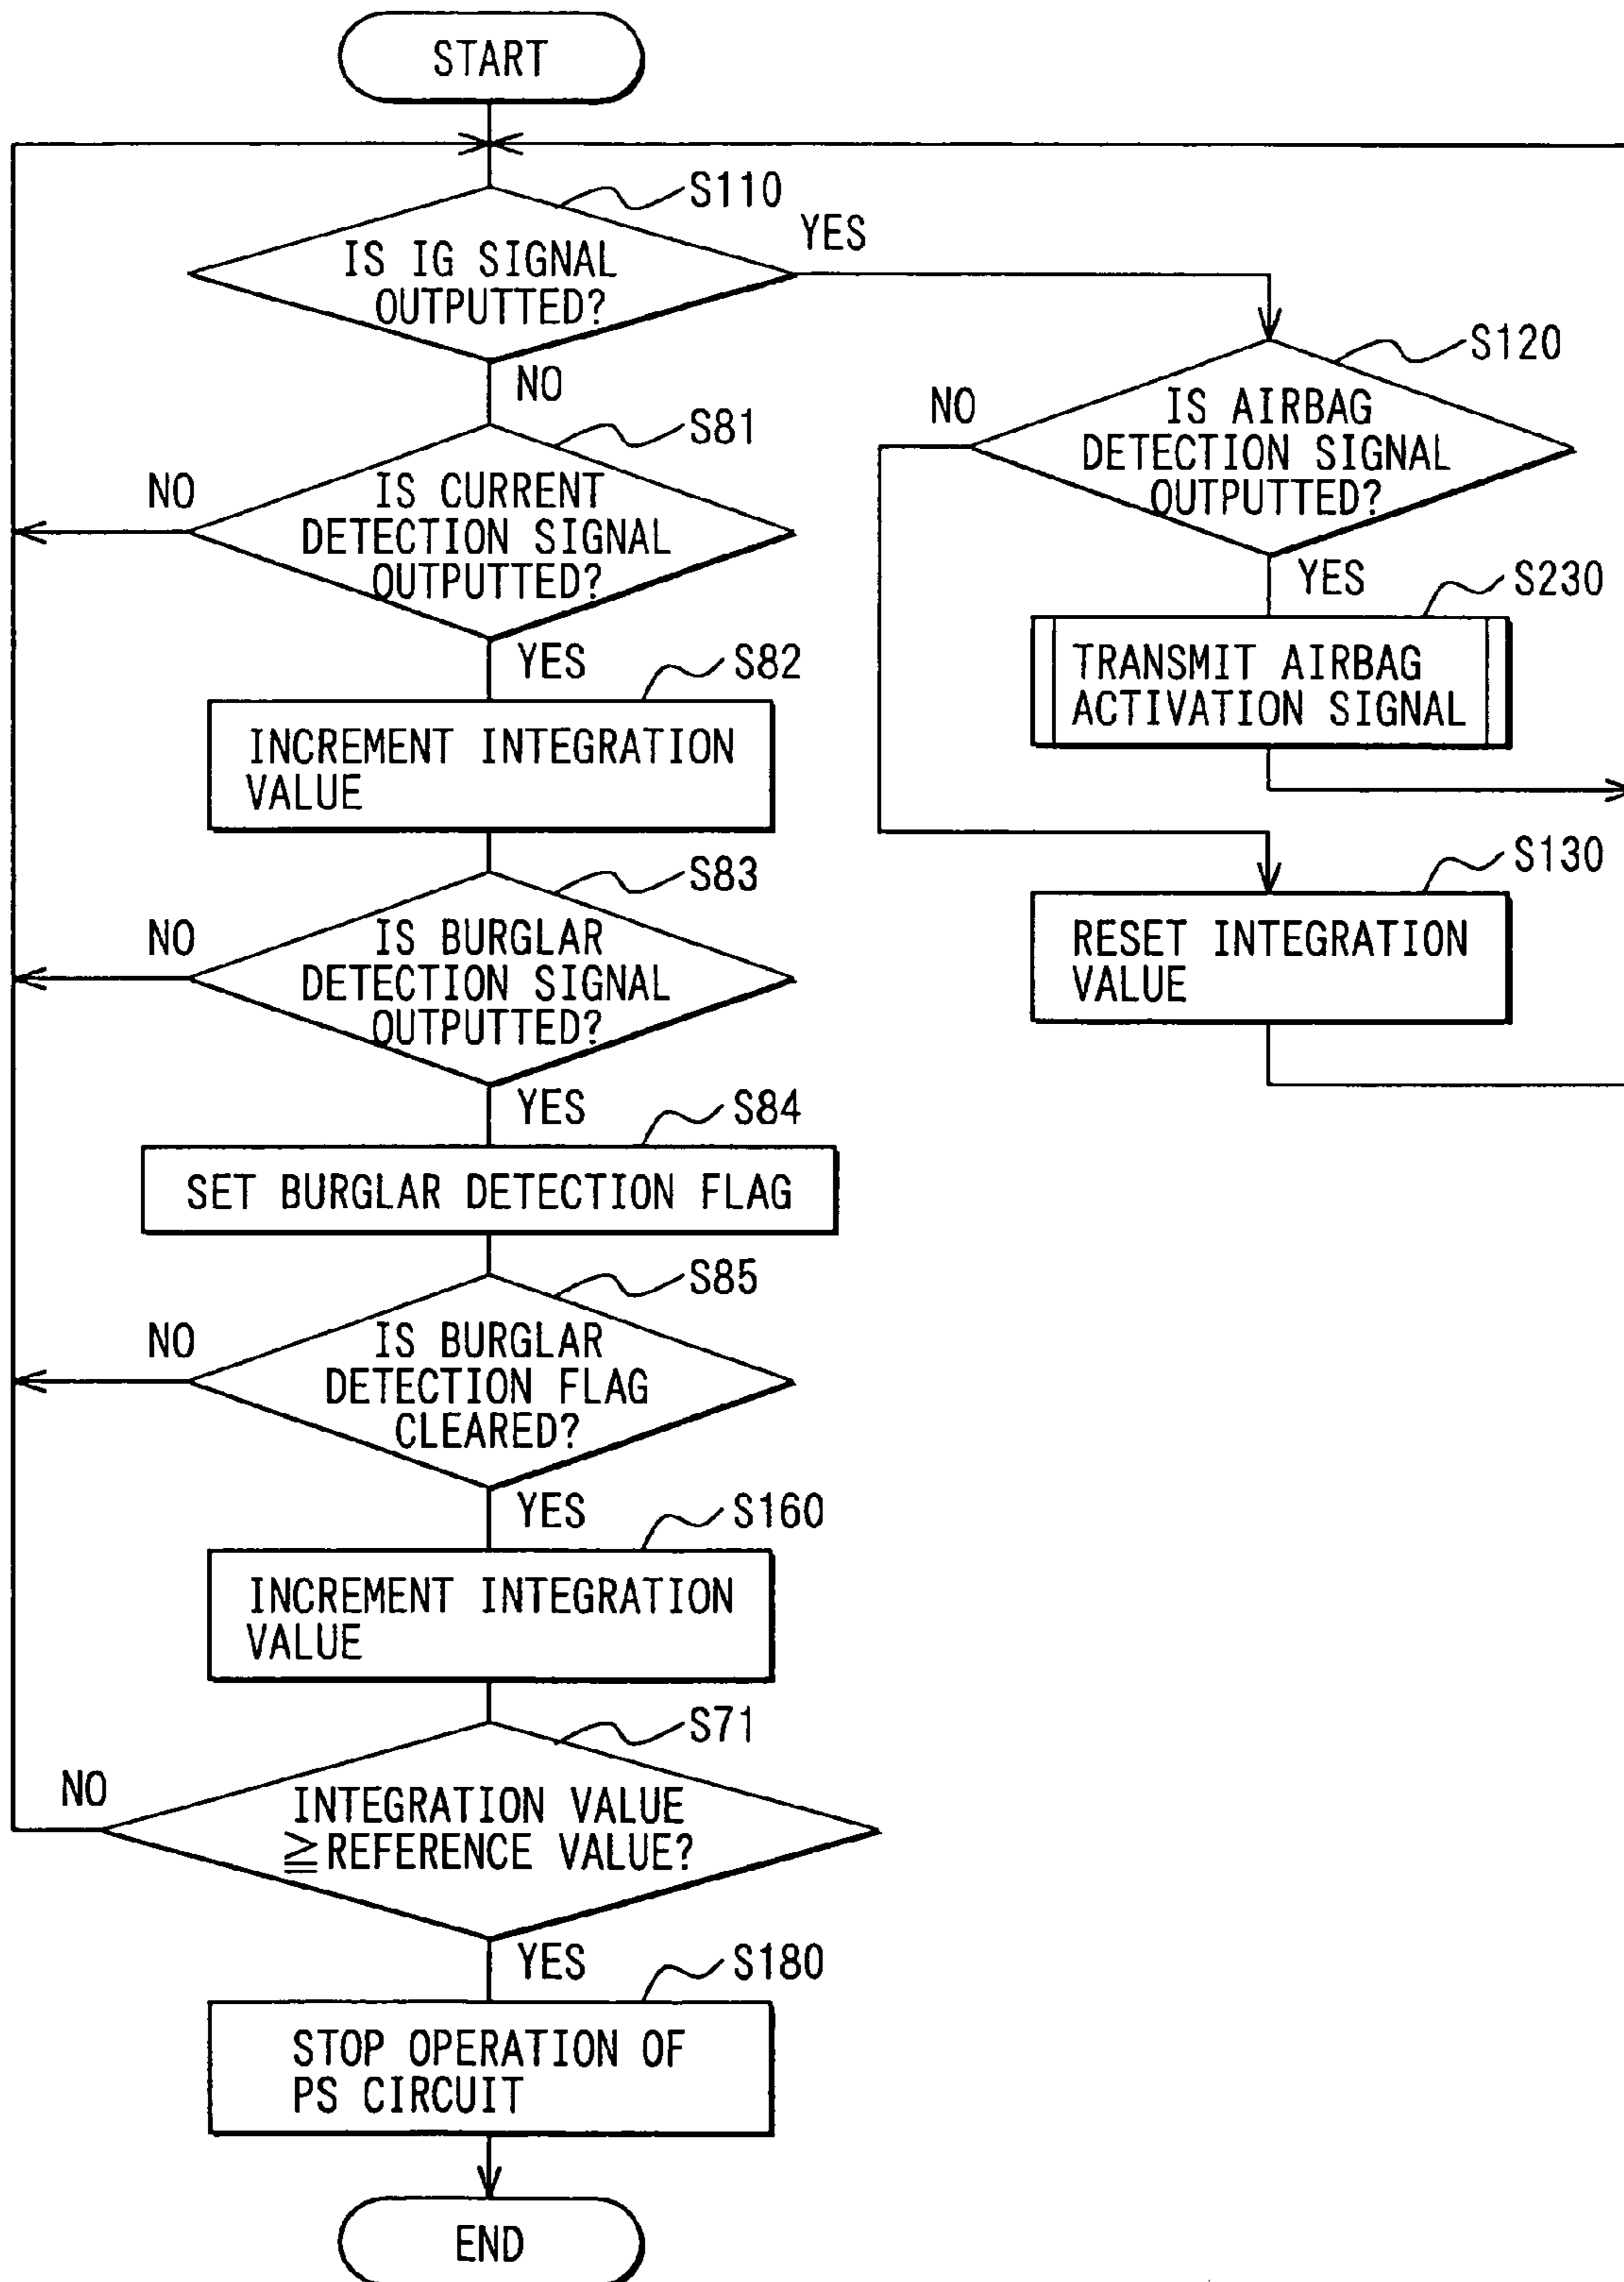 START
S110
IS IG SIGNAL
OUTPUTTED?
YES
NO
S120
IS AIRBAG
DETECTION SIGNAL
OUTPUTTED?
NO
YES
S230
TRANSMIT AIRBAG
ACTIVATION SIGNAL
S130
RESET INTEGRATION
VALUE
S81
IS CURRENT
DETECTION SIGNAL
OUTPUTTED?
NO
YES
S82
INCREMENT INTEGRATION
VALUE
S83
IS BURGLAR
DETECTION SIGNAL
OUTPUTTED?
NO
YES
S84
SET BURGLAR DETECTION FLAG
S85
IS BURGLAR
DETECTION FLAG
CLEARED?
NO
YES
S160
INCREMENT INTEGRATION
VALUE
S71
INTEGRATION VALUE
≧REFERENCE VALUE?
NO
YES
S180
STOP OPERATION OF
PS CIRCUIT
END